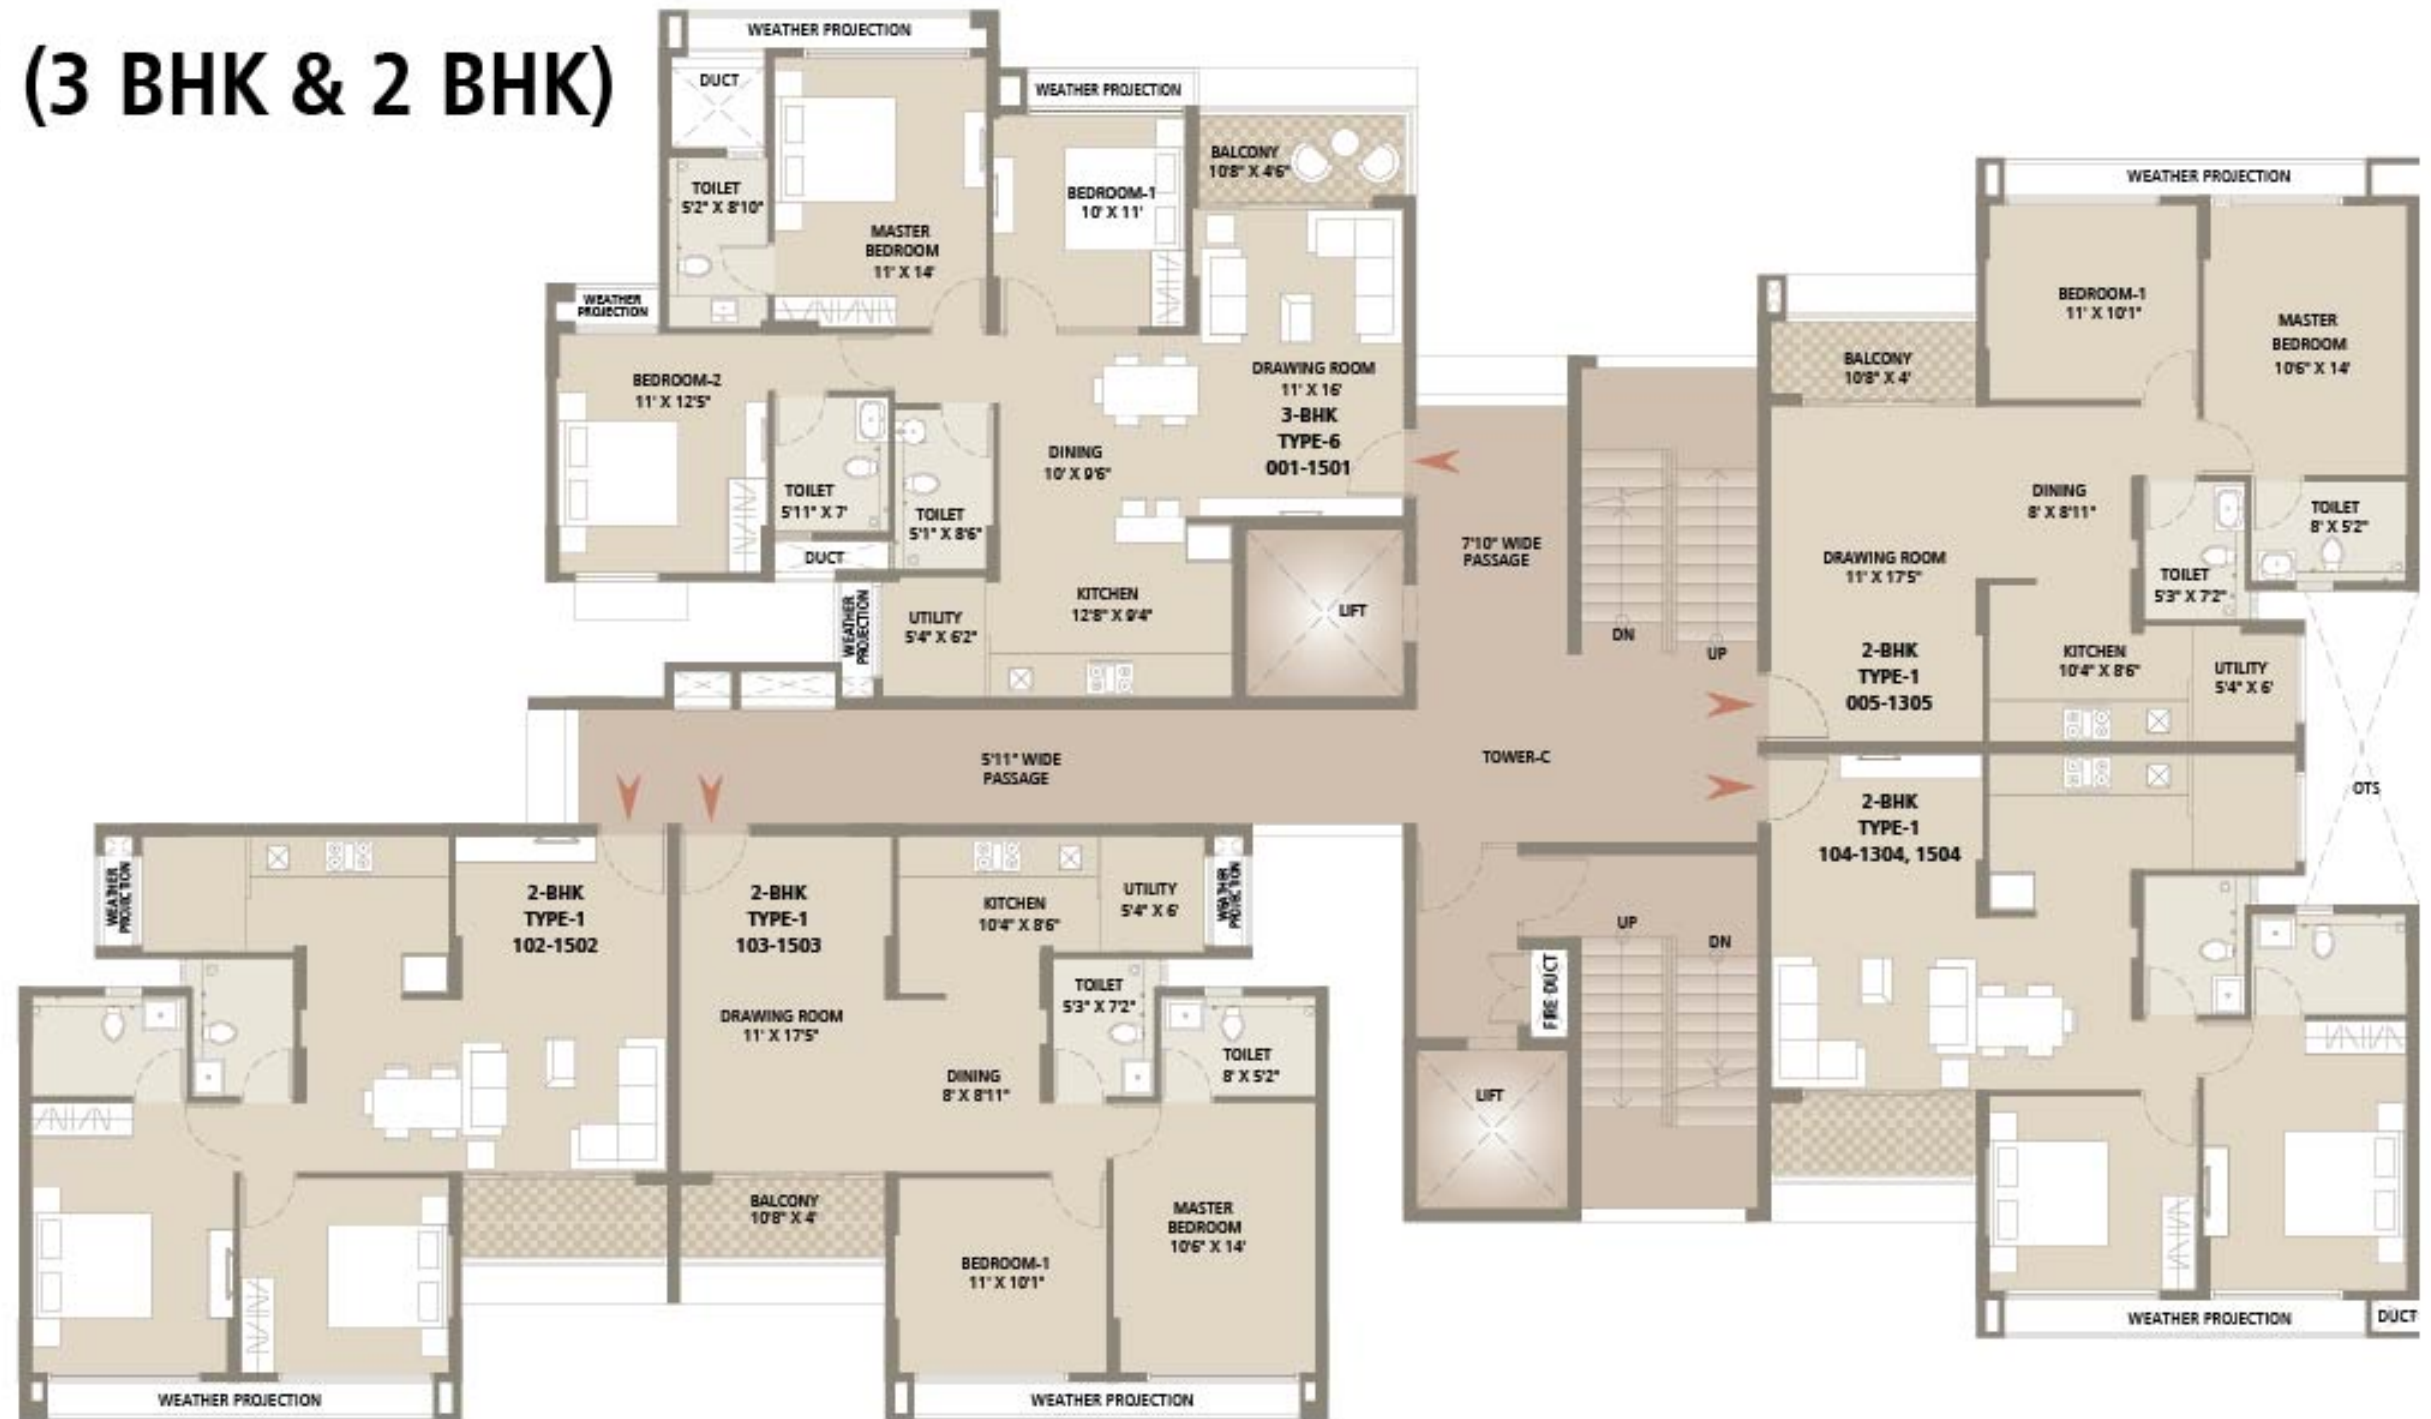 (3 BHK & 2 BHK)
WEATHER PROJECTION
DUCT
WEATHER PROJECTION
TOILET
5'2" X 8'10"
MASTER
BEDROOM
11' X 14'
BEDROOM-1
10' X 11'
BALCONY
10'8" X 4'6"
WEATHER
PROJECTION
BEDROOM-2
11' X 12'5"
DRAWING ROOM
11' X 16'
3-BHK
TYPE-6
001-1501
DINING
10' X 9'6"
TOILET
5'11" X 7'
TOILET
5'1" X 8'6"
DUCT
WEATHER
PROJECTION
UTILITY
5'4" X 6'2"
KITCHEN
12'8" X 9'4"
LIFT
7'10" WIDE
PASSAGE
DN
UP
WEATHER PROJECTION
BEDROOM-1
11' X 10'1"
MASTER
BEDROOM
10'6" X 14'
BALCONY
10'8" X 4'
DINING
8' X 8'11"
TOILET
8' X 5'2"
DRAWING ROOM
11' X 17'5"
TOILET
5'3" X 7'2"
2-BHK
TYPE-1
005-1305
KITCHEN
10'4" X 8'6"
UTILITY
5'4" X 6'
5'11" WIDE
PASSAGE
TOWER-C
OTS
2-BHK
TYPE-1
104-1304, 1504
WEATHER
PROJECTION
2-BHK
TYPE-1
102-1502
2-BHK
TYPE-1
103-1503
KITCHEN
10'4" X 8'6"
UTILITY
5'4" X 6'
WEATHER
PROJECTION
UP
DN
FIRE DUCT
DRAWING ROOM
11' X 17'5"
TOILET
5'3" X 7'2"
TOILET
8' X 5'2"
DINING
8' X 8'11"
LIFT
BALCONY
10'8" X 4'
MASTER
BEDROOM
10'6" X 14'
BEDROOM-1
11' X 10'1"
WEATHER PROJECTION
DUCT
WEATHER PROJECTION
WEATHER PROJECTION